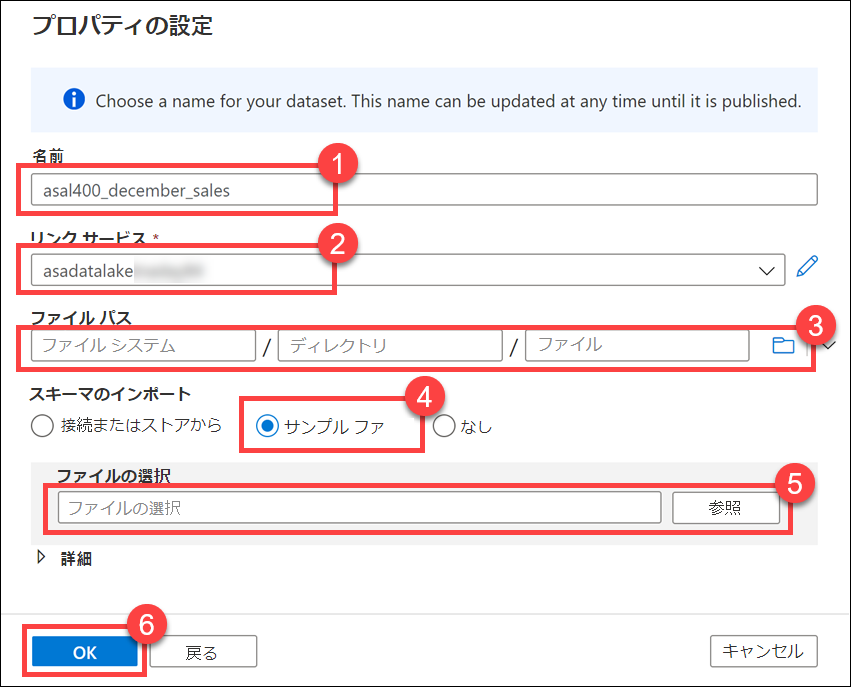 プロパティの設定
Choose a name for your dataset. This name can be updated at any time until it is published.
名前
1
asal400_december_sales
リンク サービス *
2
asadatalake
ファイル パス
3
ファイル システム / ディレクトリ / ファイル
スキーマのインポート
4
接続またはストアから サンプル ファ なし
ファイルの選択
5
ファイルの選択 参照
詳細
6
OK 戻る キャンセル